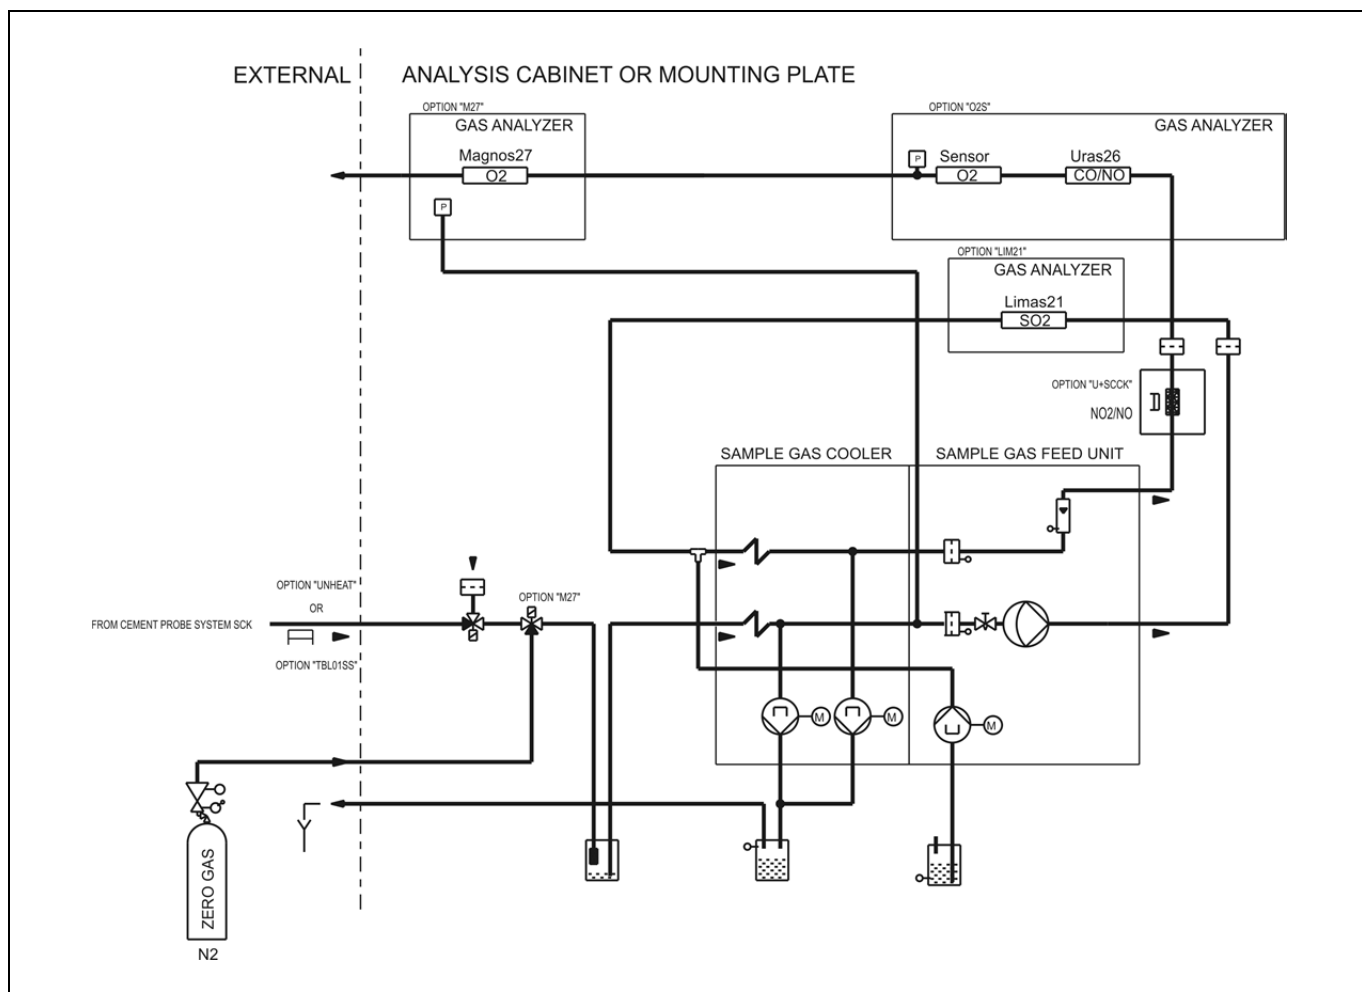 EXTERNAL
ANALYSIS CABINET OR MOUNTING PLATE
OPTION "M27"
GAS ANALYZER
Magnos27
O2
P
OPTION "O2S"
GAS ANALYZER
P
Sensor
O2
Uras26
CO/NO
OPTION "LIM21"
GAS ANALYZER
Limas21
SO2
OPTION "U+SCCK"
NO2/NO
SAMPLE GAS COOLER
SAMPLE GAS FEED UNIT
OPTION "UNHEAT"
OR
FROM CEMENT PROBE SYSTEM SCK
OPTION "TBL01SS"
OPTION "M27"
M
M
M
ZERO GAS
N2